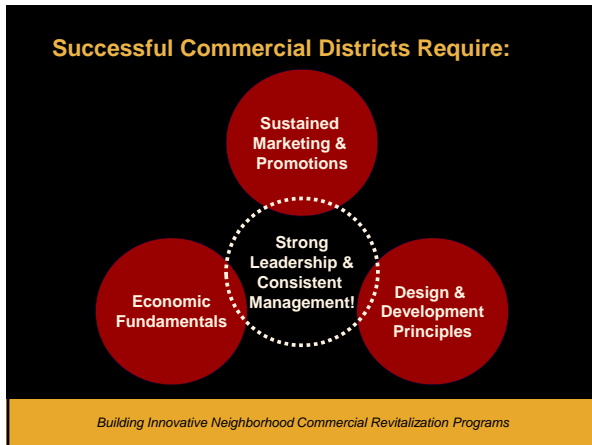 Successful Commercial Districts Require:
Sustained
Marketing &
Promotions
Strong
Leadership &
Consistent
Management!
Economic
Fundamentals
Design &
Development
Principles
Building Innovative Neighborhood Commercial Revitalization Programs